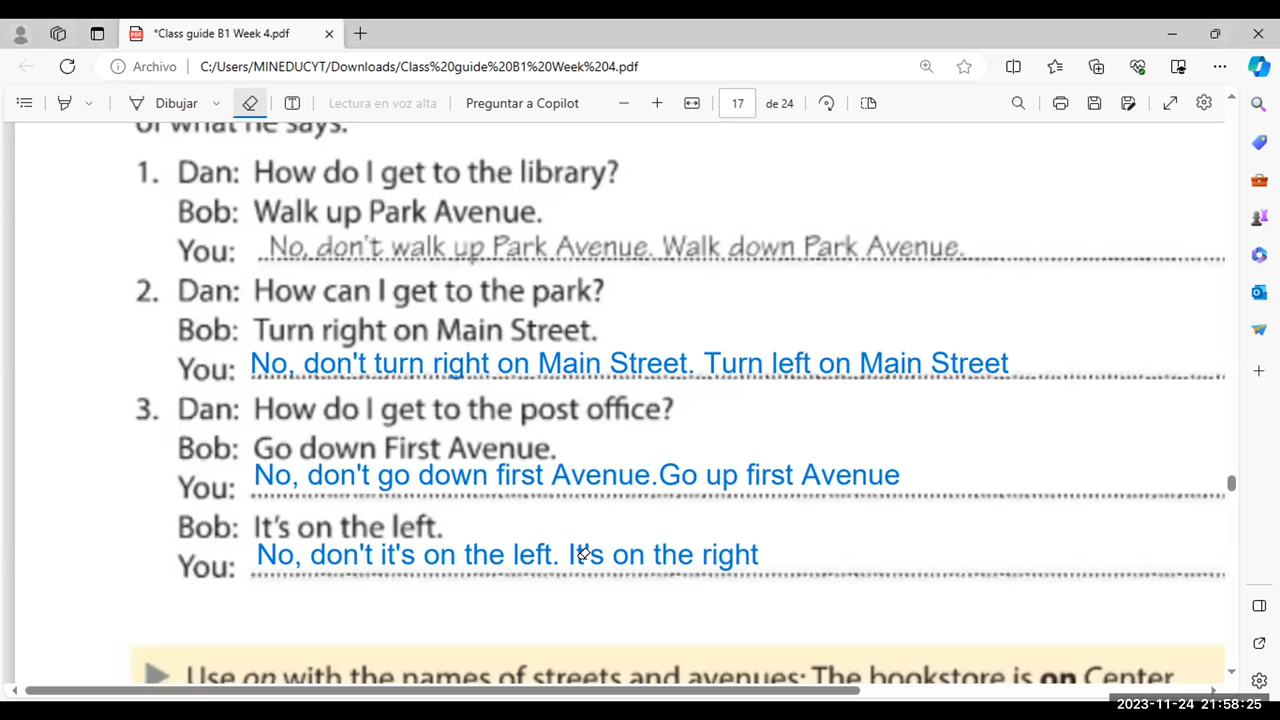 *Class guide B1 Week 4.pdf
Archivo
C:/Users/MINEDUCYT/Downloads/Class%20guide%20B1%20Week%204.pdf
Dibujar
Lectura en voz alta
Preguntar a Copilot
17
de 24
of what he says.
1. Dan: How do I get to the library?
Bob: Walk up Park Avenue.
You: No, don't walk up Park Avenue. Walk down Park Avenue.
2. Dan: How can I get to the park?
Bob: Turn right on Main Street.
You: No, don't turn right on Main Street. Turn left on Main Street
3. Dan: How do I get to the post office?
Bob: Go down First Avenue.
You: No, don't go down first Avenue.Go up first Avenue
Bob: It's on the left.
You: No, don't it's on the left. It's on the right
Use on with the names of streets and avenues: The bookstore is on Center
2023-11-24 21:58:25